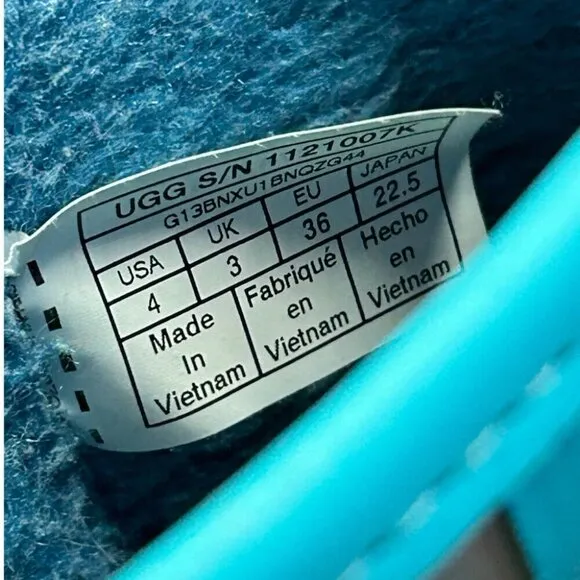 UGG S/N 1121007K
G13BNXU1BNQZG44
USA UK EU JAPAN
4 3 36 22.5
Made Fabriqué Hecho
In en en
Vietnam Vietnam Vietnam